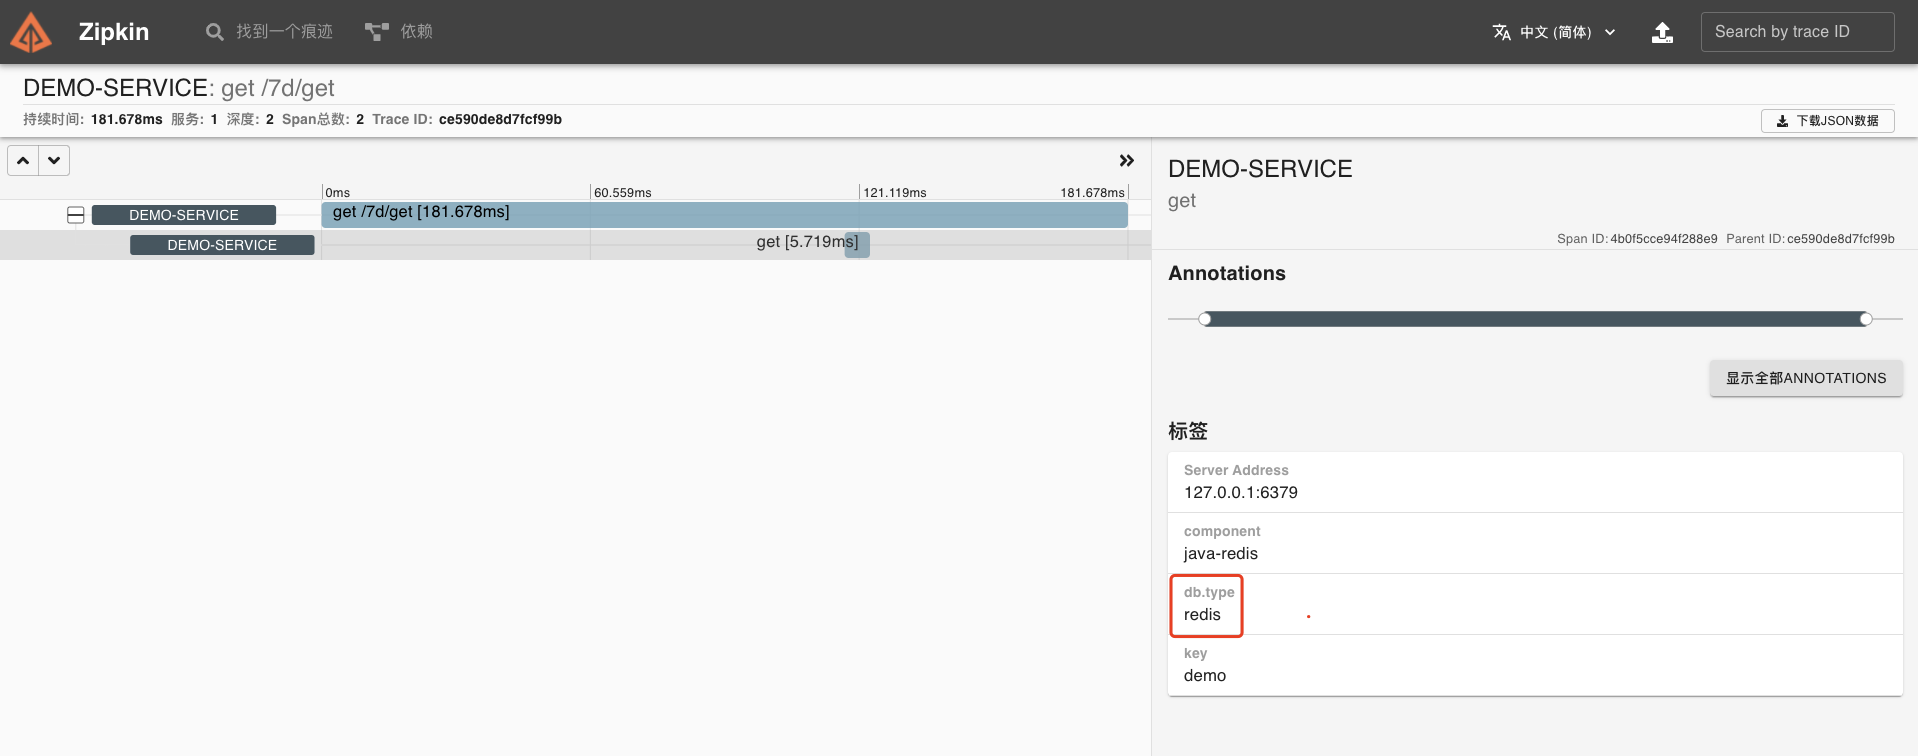 Zipkin
找到一个痕迹
依赖
中文 (简体)
Search by trace ID
DEMO-SERVICE: get /7d/get
持续时间: 181.678ms 服务: 1 深度: 2 Span总数: 2 Trace ID: ce590de8d7fcf99b
下载JSON数据
0ms 60.559ms 121.119ms 181.678ms
DEMO-SERVICE get /7d/get [181.678ms]
DEMO-SERVICE get [5.719ms]
DEMO-SERVICE
get
Span ID: 4b0f5cce94f288e9 Parent ID: ce590de8d7fcf99b
Annotations
显示全部ANNOTATIONS
标签
Server Address
127.0.0.1:6379
component
java-redis
db.type
redis
key
demo